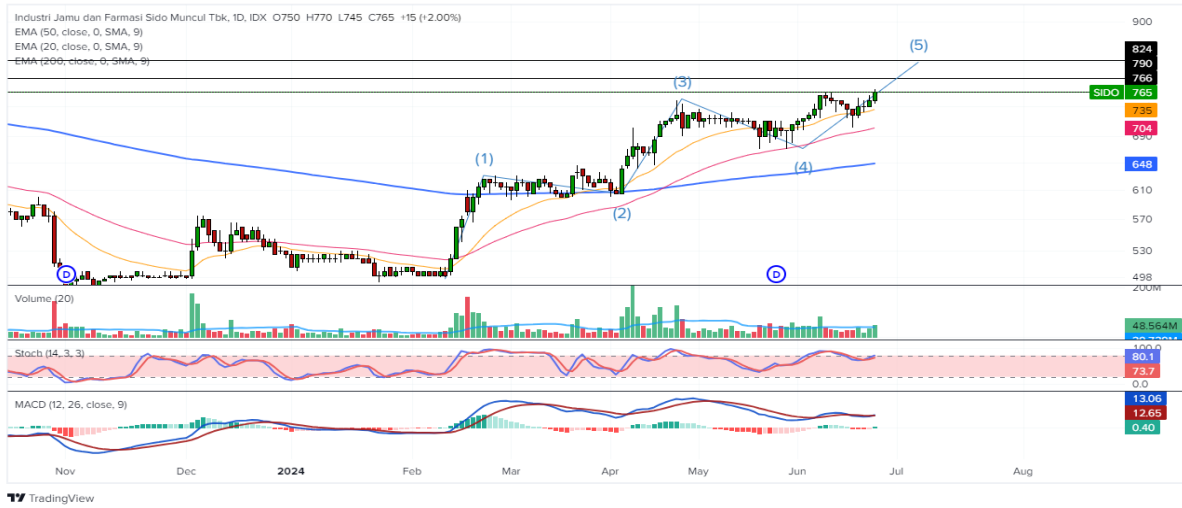 Industri Jamu dan Farmasi Sido Muncul Tbk, 1D, IDX O750 H770 L745 C765 +15 (+2.00%)
EMA (50, close, 0, SMA, 9)
EMA (20, close, 0, SMA, 9)
EMA (200, close, 0, SMA, 9)
900
(5)
824
790
766
(3)
SIDO 765
735
704
690
(1)
(4)
648
610
(2)
570
530
D
D
498
Volume (20)
200M
48.564M
Stoch (14, 3, 3)
100.0
80.1
73.7
0.0
MACD (12, 26, close, 9)
13.06
12.65
0.40
Nov Dec 2024 Feb Mar Apr May Jun Jul Aug
TradingView